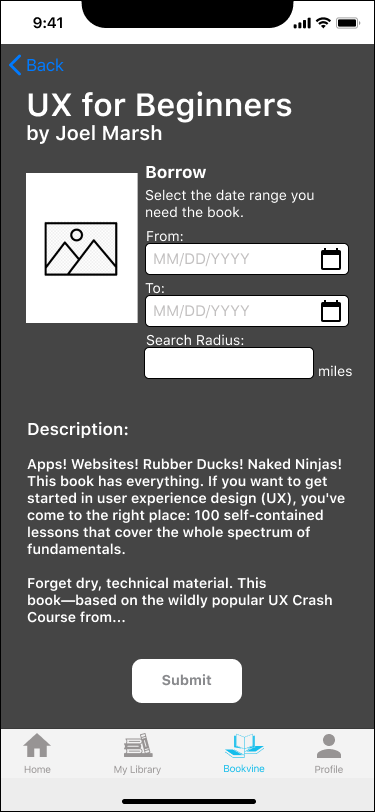 9:41
Back
UX for Beginners
by Joel Marsh
Borrow
Select the date range you
need the book.
From:
MM/DD/YYYY
To:
MM/DD/YYYY
Search Radius:
miles
Description:
Apps! Websites! Rubber Ducks! Naked Ninjas!
This book has everything. If you want to get
started in user experience design (UX), you've
come to the right place: 100 self-contained
lessons that cover the whole spectrum of
fundamentals.
Forget dry, technical material. This
book—based on the wildly popular UX Crash
Course from...
Submit
Home
My Library
Bookvine
Profile